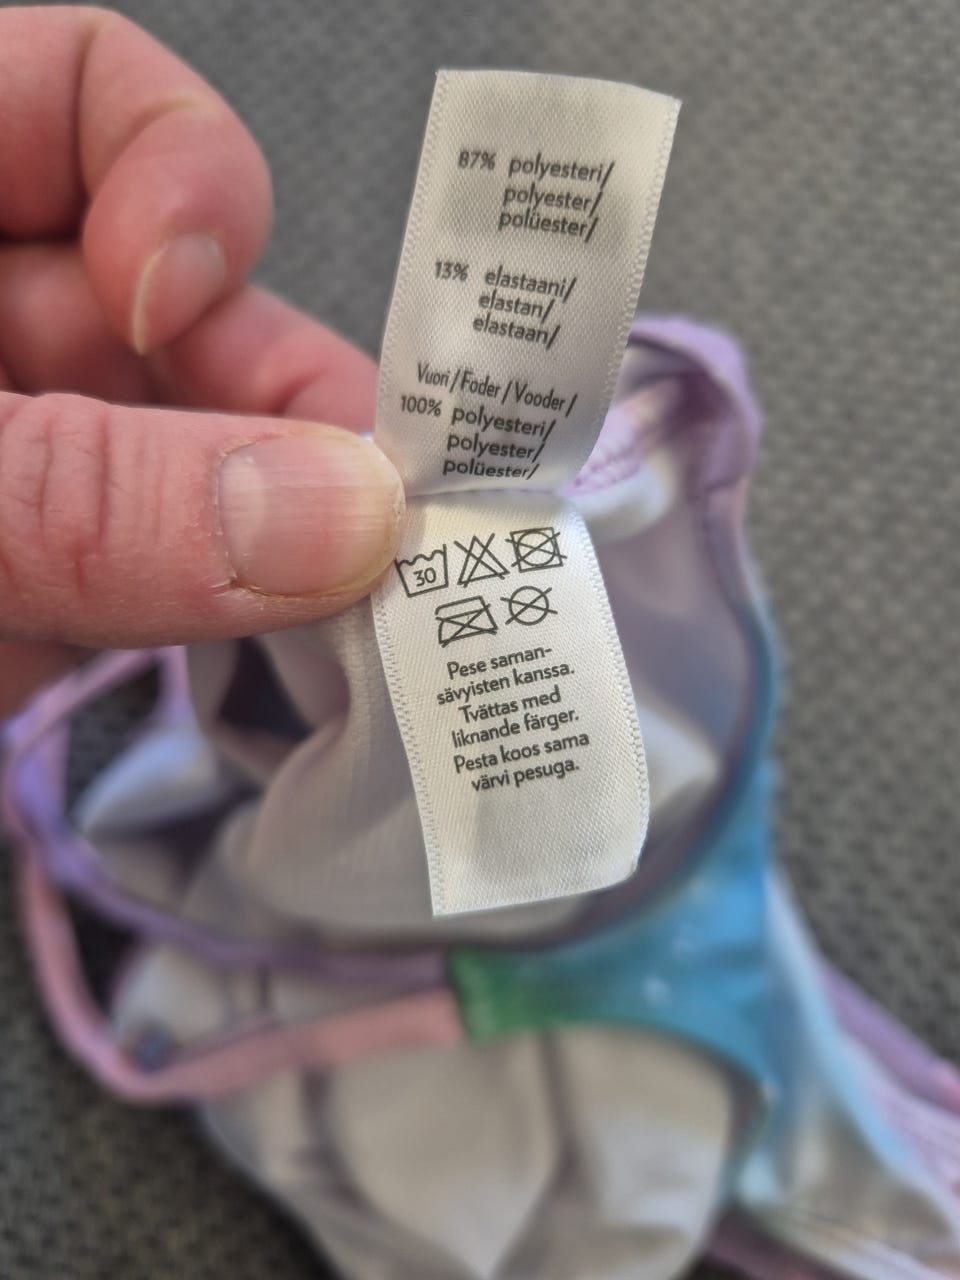 87% polyesteri/
polyester/
polüester/
13% elastaani/
elastan/
elastaan/
Vuori/Foder/Vooder/
100% polyesteri/
polyester/
polüester/
30
Pese saman-
sävyisten kanssa.
Tvättas med
liknande färger.
Pesta koos sama
värvi pesuga.